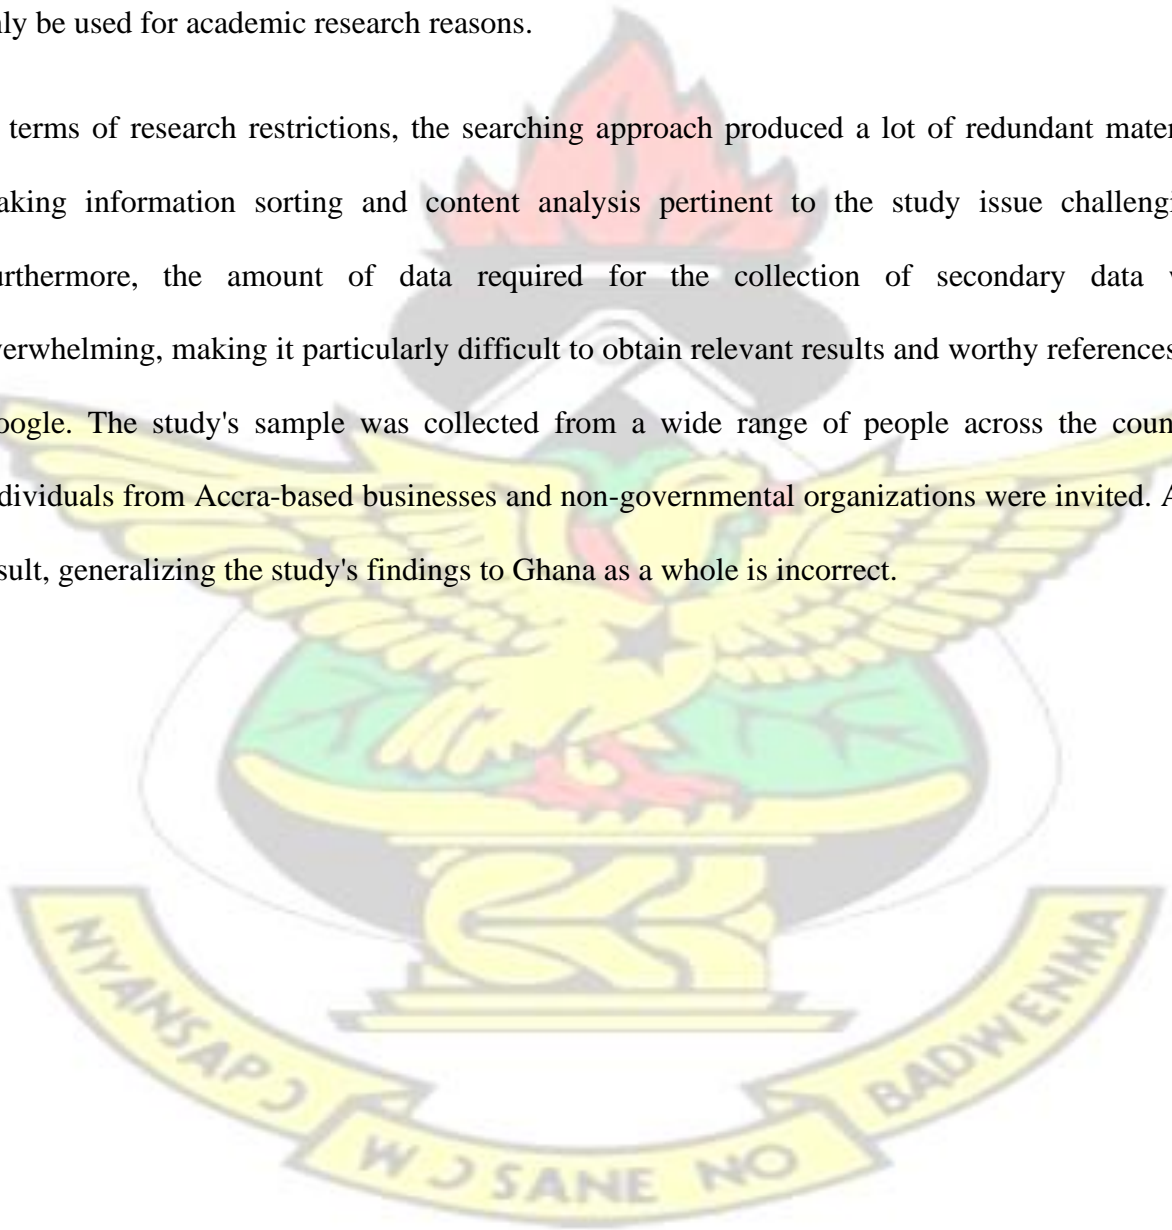 nly be used for academic research reasons.
terms of research restrictions, the searching approach produced a lot of redundant mater
aking information sorting and content analysis pertinent to the study issue challengi
urthermore, the amount of data required for the collection of secondary data
verwhelming, making it particularly difficult to obtain relevant results and worthy references
oogle. The study's sample was collected from a wide range of people across the coun
dividuals from Accra-based businesses and non-governmental organizations were invited. A
sult, generalizing the study's findings to Ghana as a whole is incorrect.
NYANSAPƆ
WƆSANE NO
BADWENMA